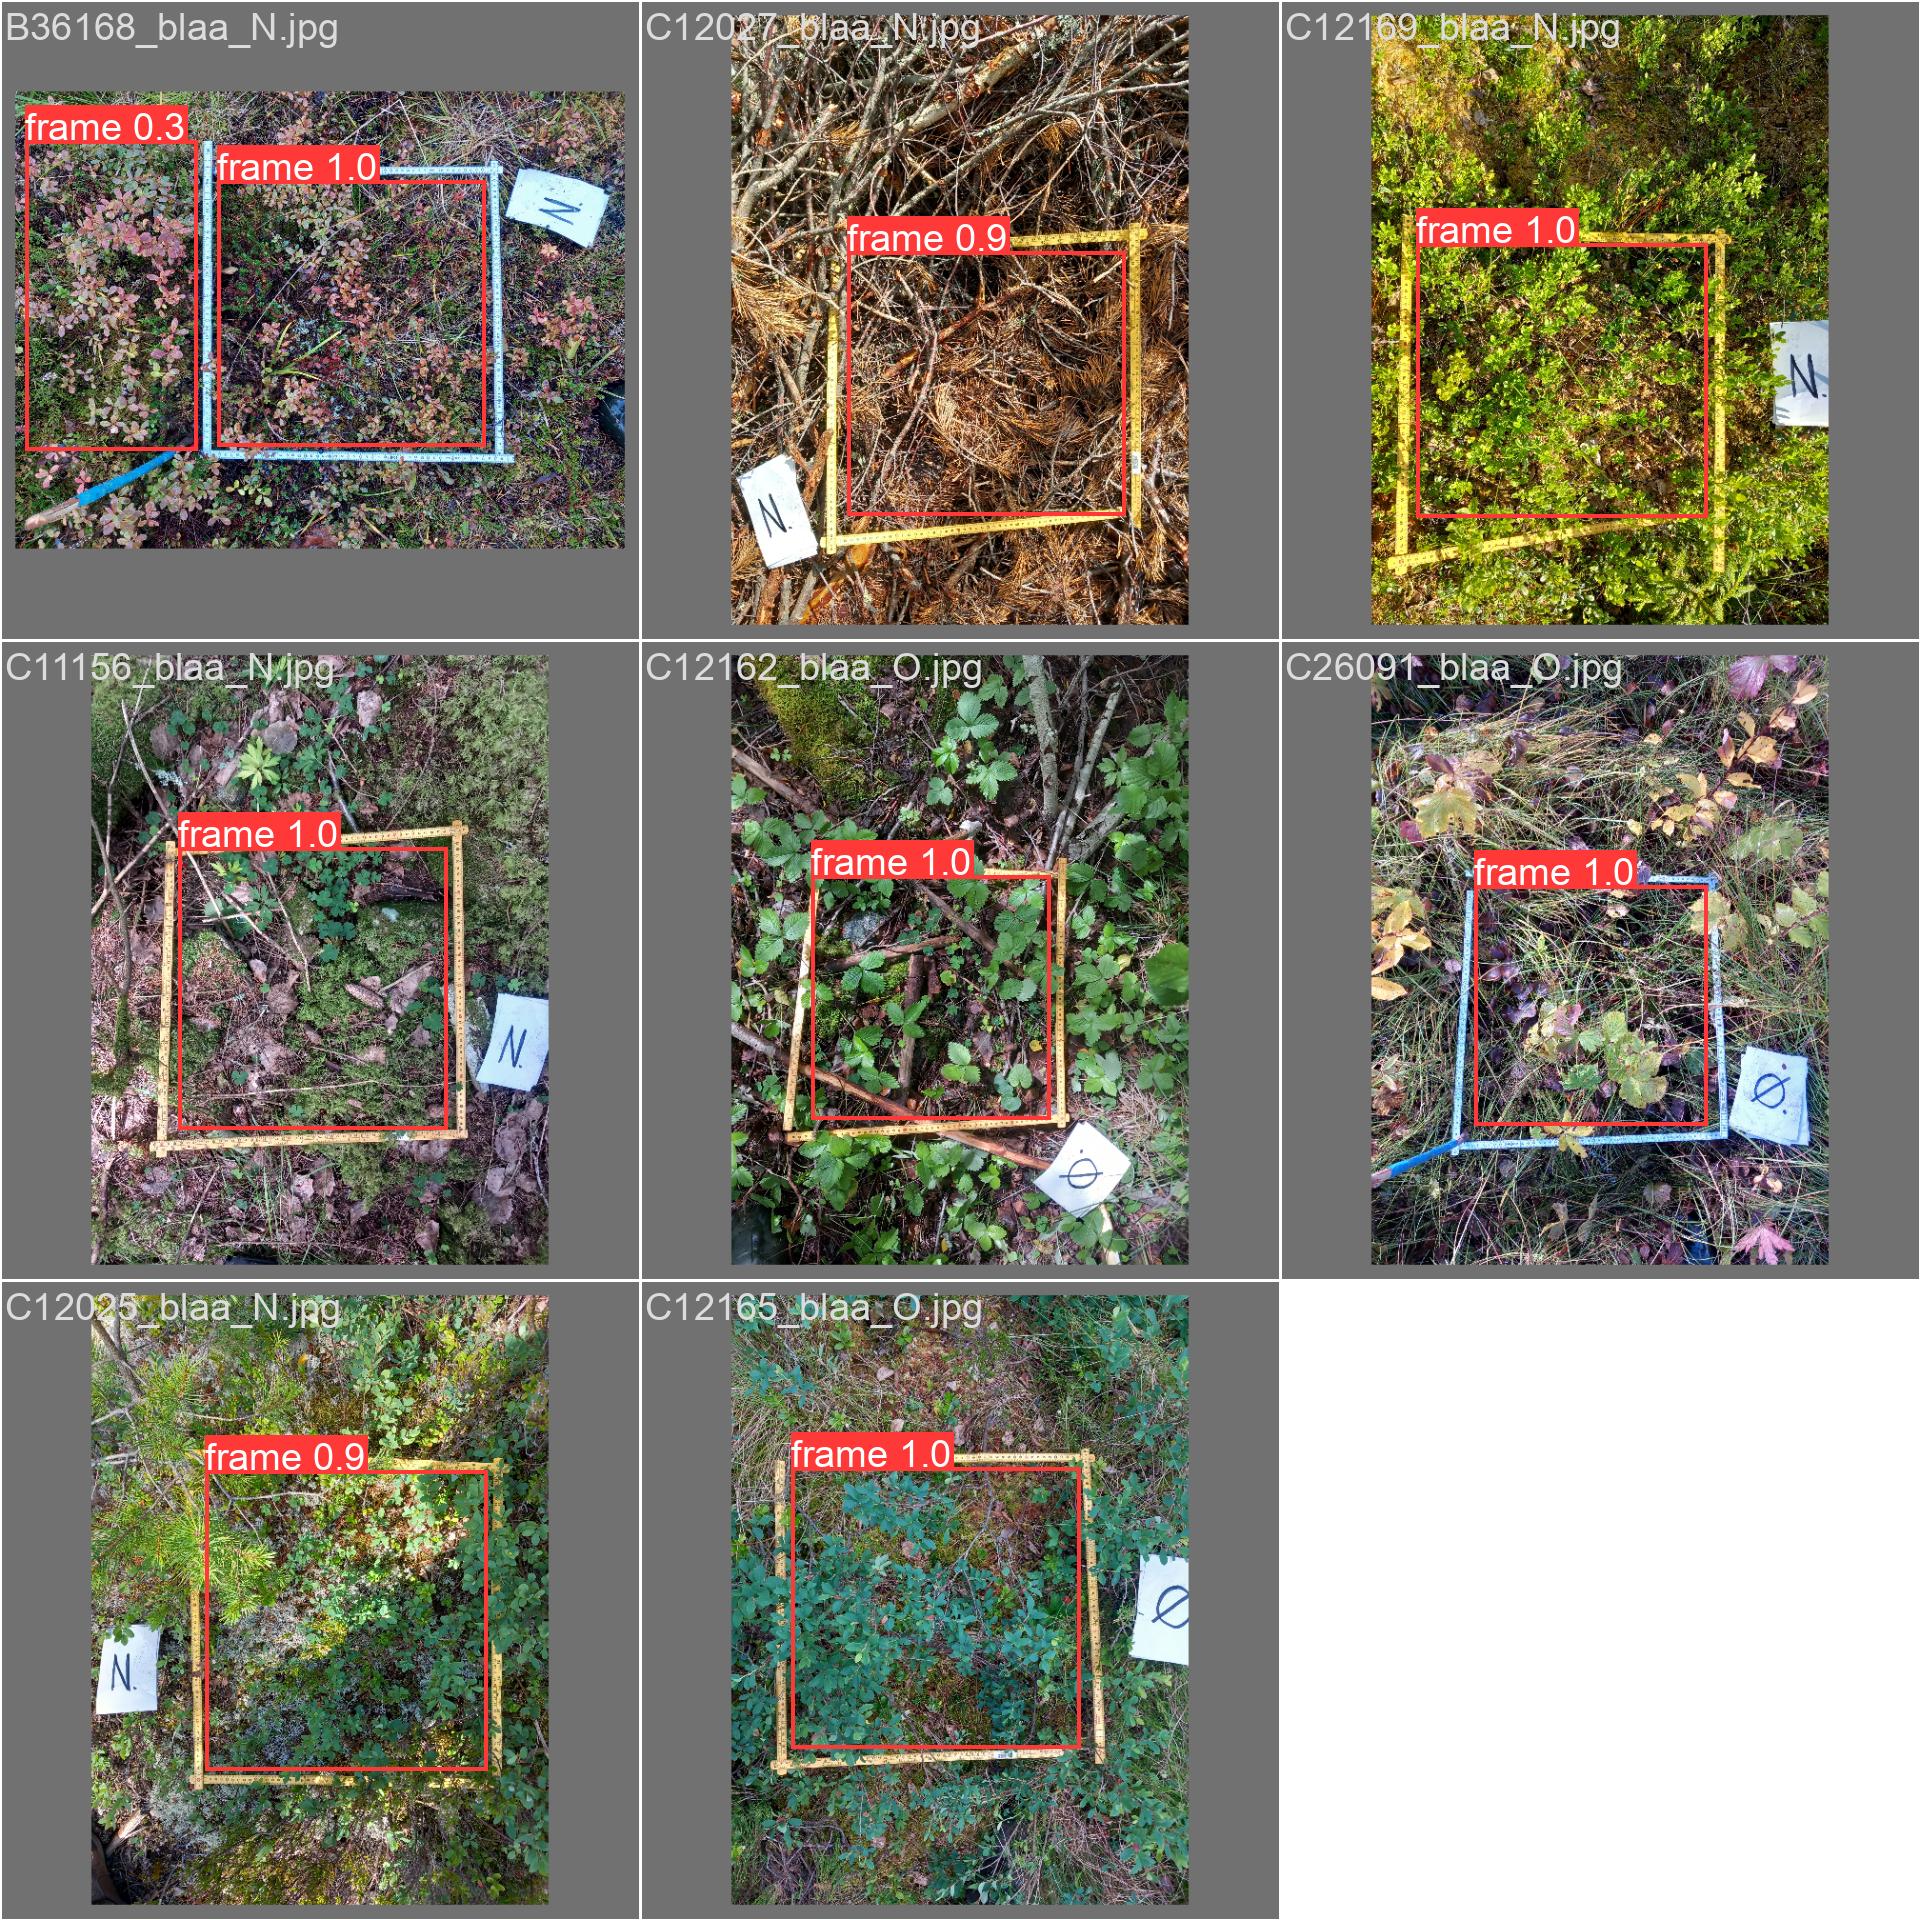 B36168_blaa_N.jpg
frame 0.3
frame 1.0
N.
C12027_blaa_N.jpg
frame 0.9
N.
C12169_blaa_N.jpg
frame 1.0
N
C11156_blaa_N.jpg
frame 1.0
N.
C12162_blaa_O.jpg
frame 1.0
Ø
C26091_blaa_O.jpg
frame 1.0
Ø
C12025_blaa_N.jpg
frame 0.9
N.
C12165_blaa_O.jpg
frame 1.0
Ø